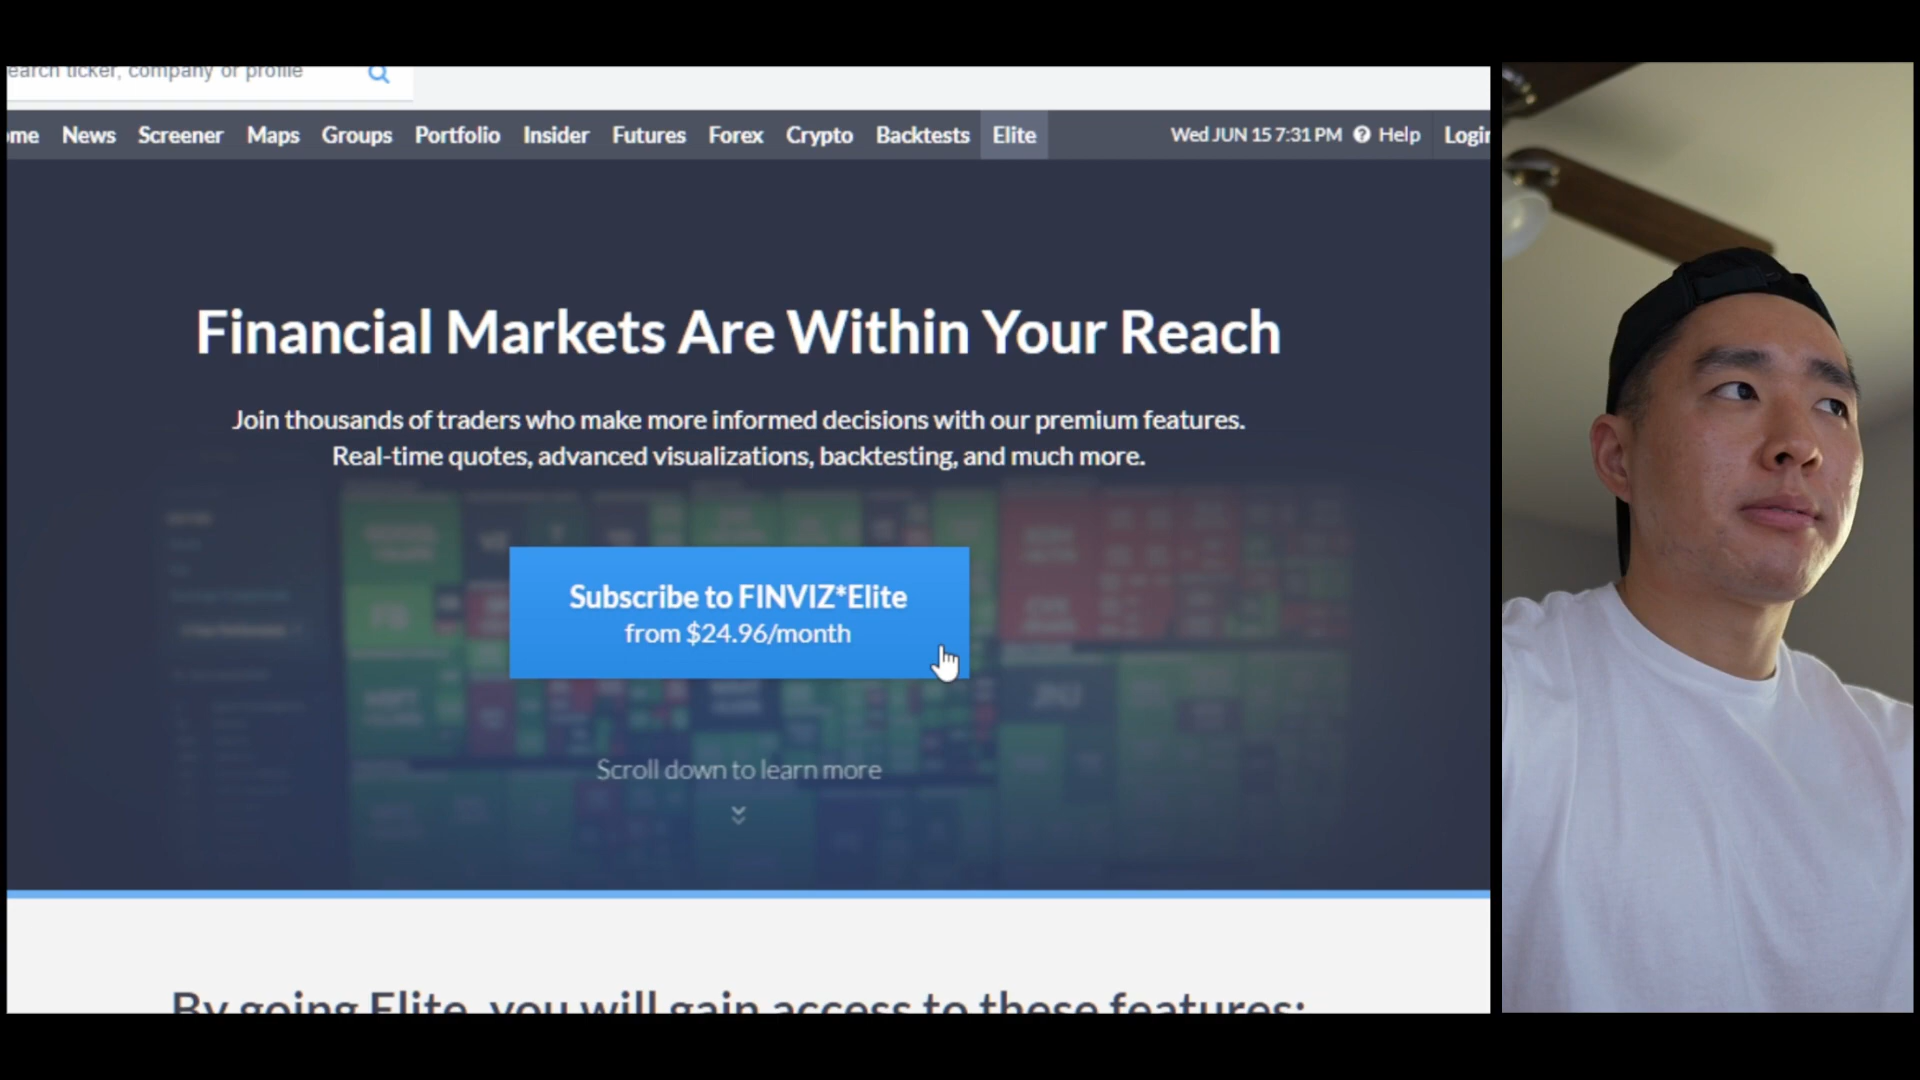 earch ticker, company or profile
ome News Screener Maps Groups Portfolio Insider Futures Forex Crypto Backtests Elite Wed JUN 15 7:31 PM Help Login
Financial Markets Are Within Your Reach
Join thousands of traders who make more informed decisions with our premium features.
Real-time quotes, advanced visualizations, backtesting, and much more.
Subscribe to FINVIZ*Elite
from $24.96/month
Scroll down to learn more
By going Elite, you will gain access to these features: